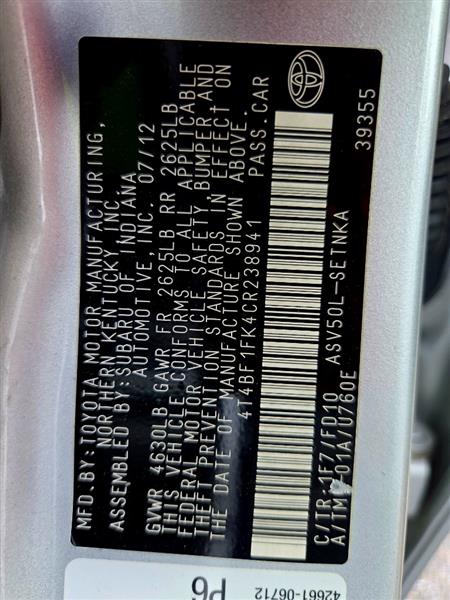 MFD.BY:TOYOTA MOTOR MANUFACTURING,
NORTHERN KENTUCKY INC.
ASSEMBLED BY:SUBARU OF INDIANA
AUTOMOTIVE, INC. 07/12
GVWR 4630LB GAWR FR 2625LB RR 2625LB
THIS VEHICLE CONFORMS TO ALL APPLICABLE
FEDERAL MOTOR VEHICLE SAFETY, BUMPER AND
THEFT PREVENTION STANDARDS IN EFFECT ON
THE DATE OF MANUFACTURE SHOWN ABOVE.
4T4BF1FK4CR238941 PASS.CAR
C/TR: 1F7/FD10 ASV50L-SETNKA
A/TM: -01A/U760E 39355
42661-06712
P6